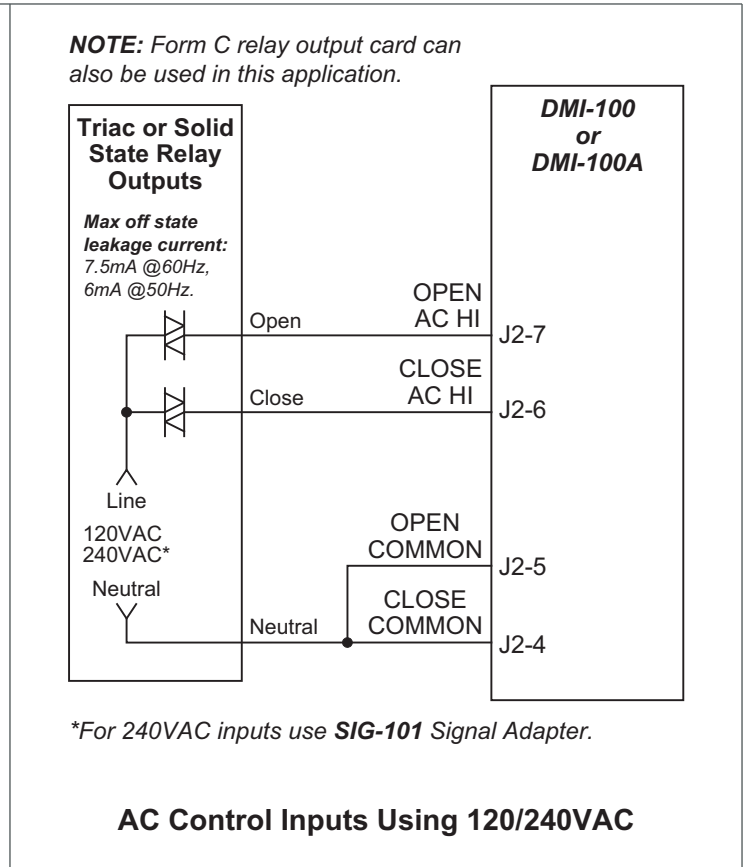 NOTE: Form C relay output card can
also be used in this application.
Triac or Solid
State Relay
Outputs
Max off state
leakage current:
7.5mA @60Hz,
6mA @50Hz.
DMI-100
or
DMI-100A
Open
OPEN
AC HI
J2-7
Close
CLOSE
AC HI
J2-6
Line
120VAC
240VAC*
Neutral
OPEN
COMMON
J2-5
Neutral
CLOSE
COMMON
J2-4
*For 240VAC inputs use SIG-101 Signal Adapter.
AC Control Inputs Using 120/240VAC